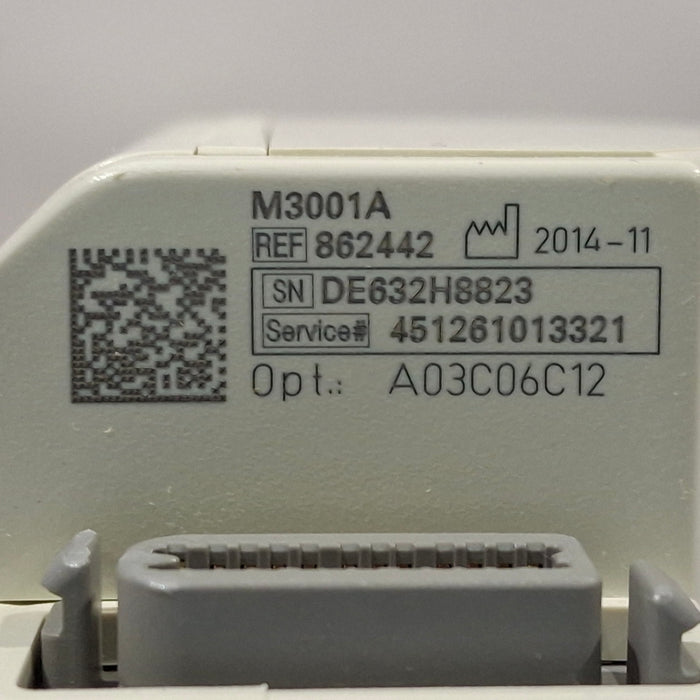 M3001A
REF 862442 2014-11
SN DE632H8823
Service# 451261013321
Opt.: A03C06C12